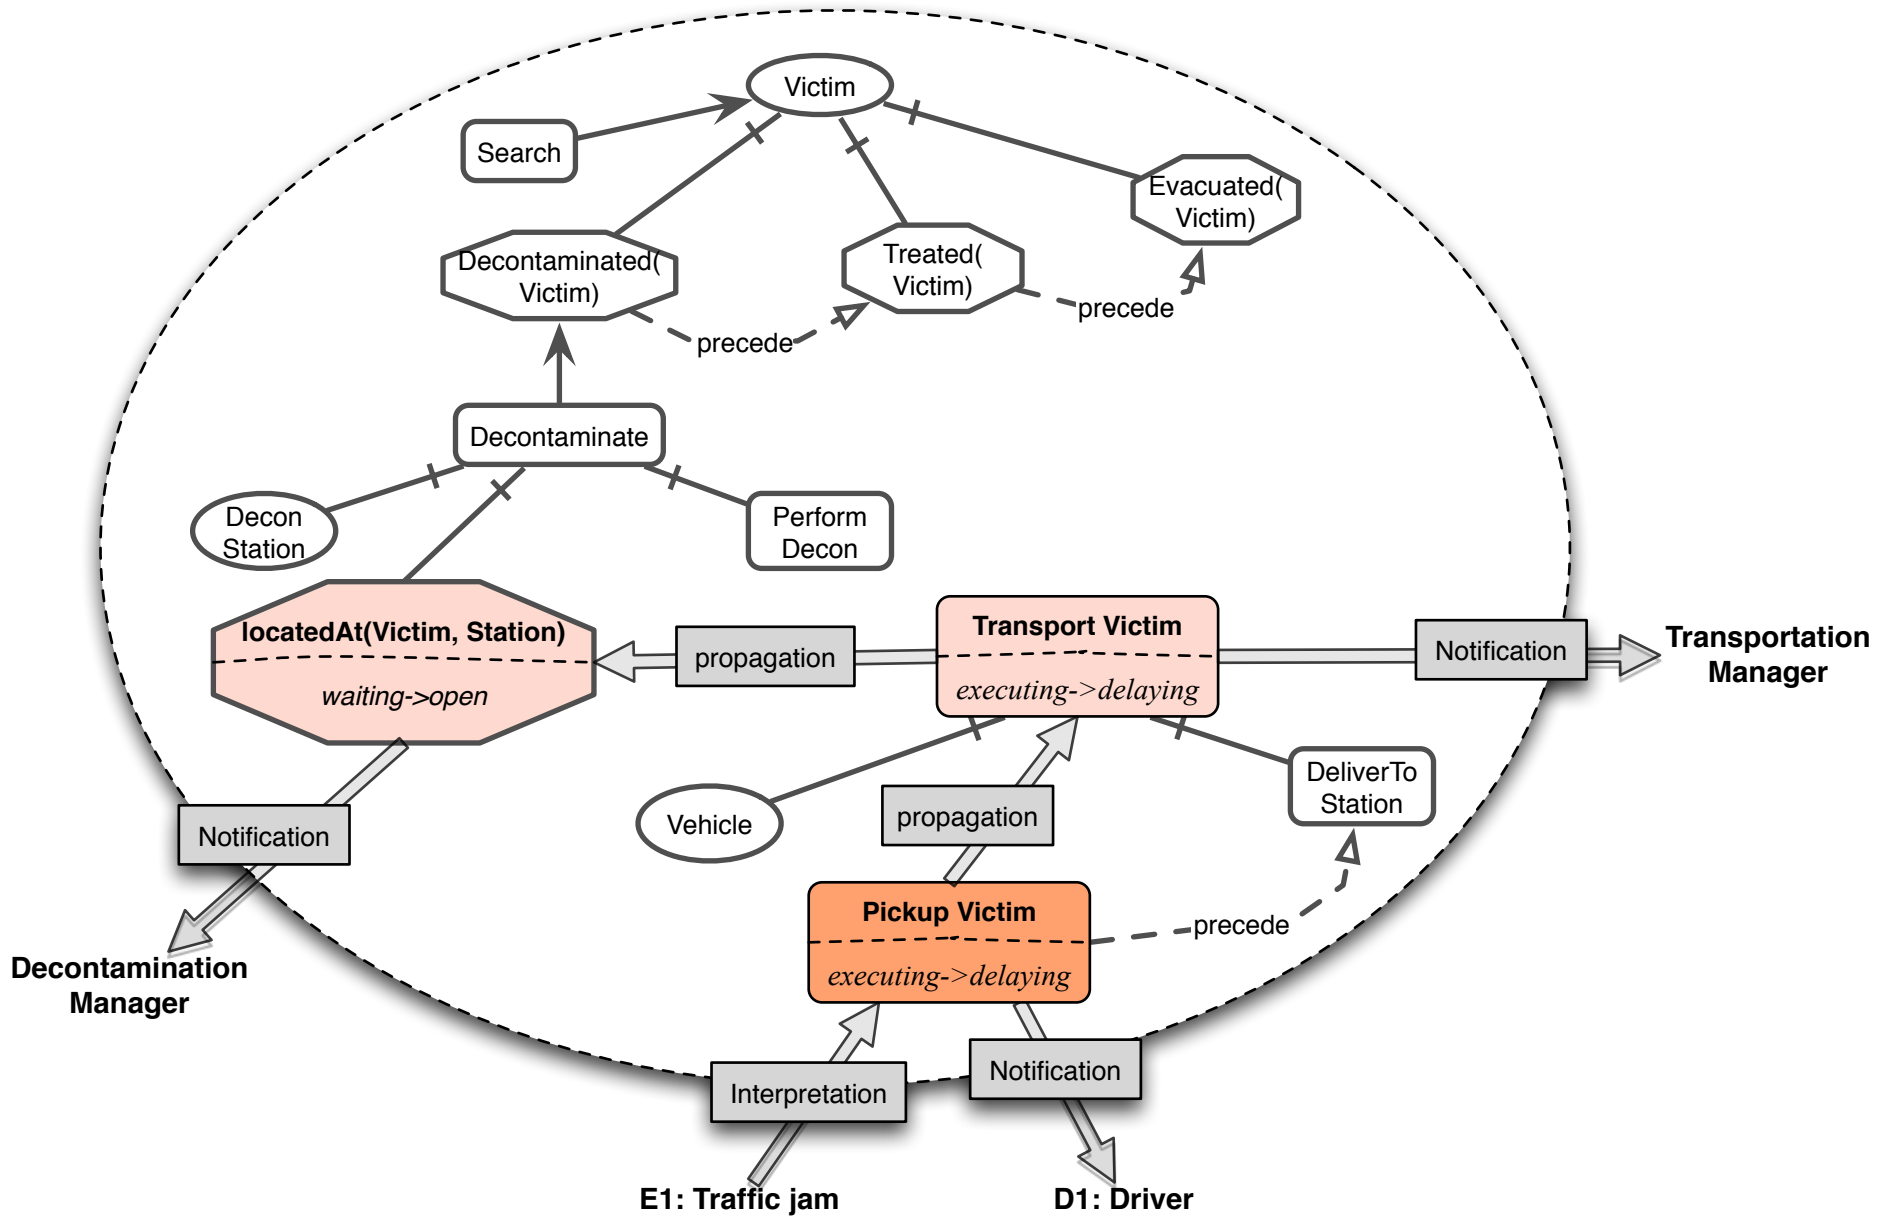 Victim
Search
Evacuated(
Victim)
Decontaminated(
Victim)
Treated(
Victim)
precede
precede
Decontaminate
Decon
Station
Perform
Decon
locatedAt(Victim, Station)
waiting->open
propagation
Transport Victim
executing->delaying
Notification
Transportation
Manager
Vehicle
propagation
DeliverTo
Station
Notification
Pickup Victim
executing->delaying
precede
Decontamination
Manager
Interpretation
Notification
E1: Traffic jam
D1: Driver